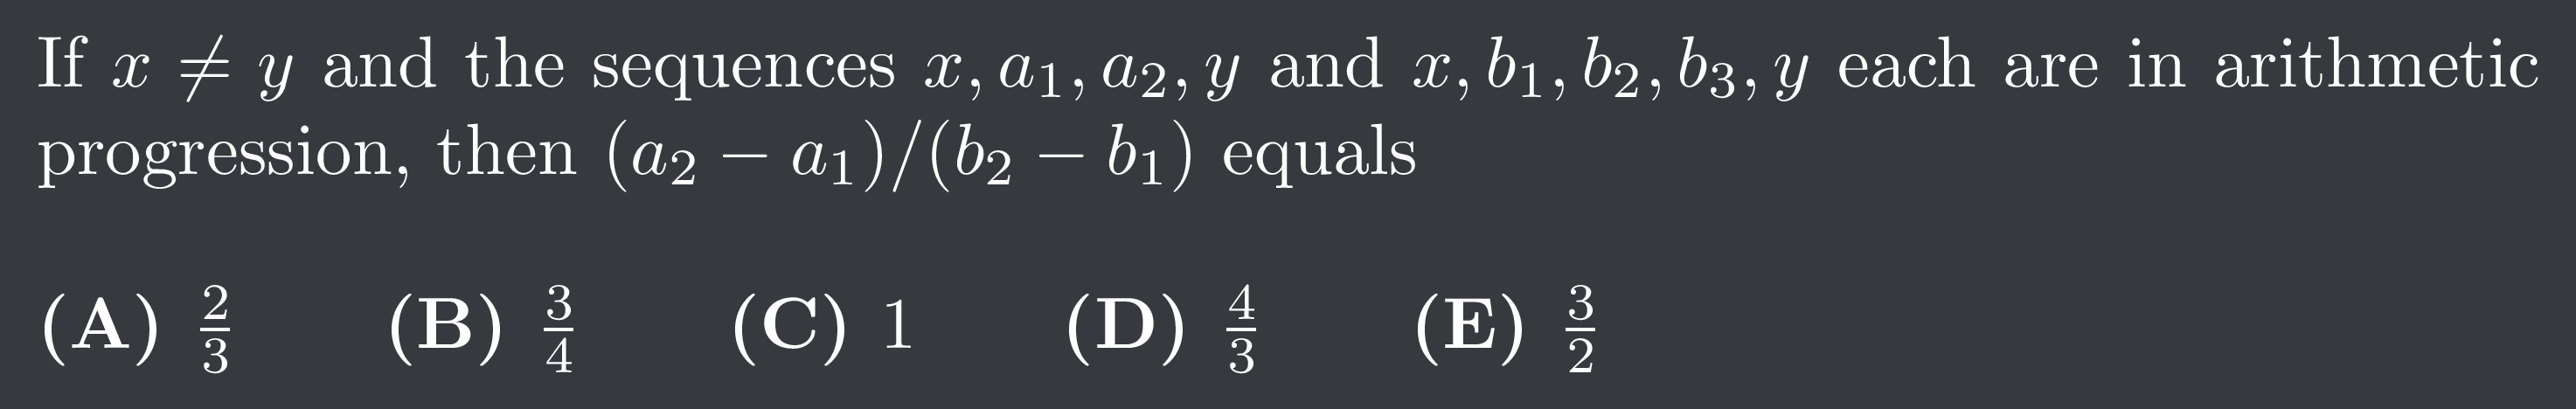 If x ≠ y and the sequences x, a₁, a₂, y and x, b₁, b₂, b₃, y each are in arithmetic
progression, then (a₂ − a₁)/(b₂ − b₁) equals
(A) 2/3 (B) 3/4 (C) 1 (D) 4/3 (E) 3/2